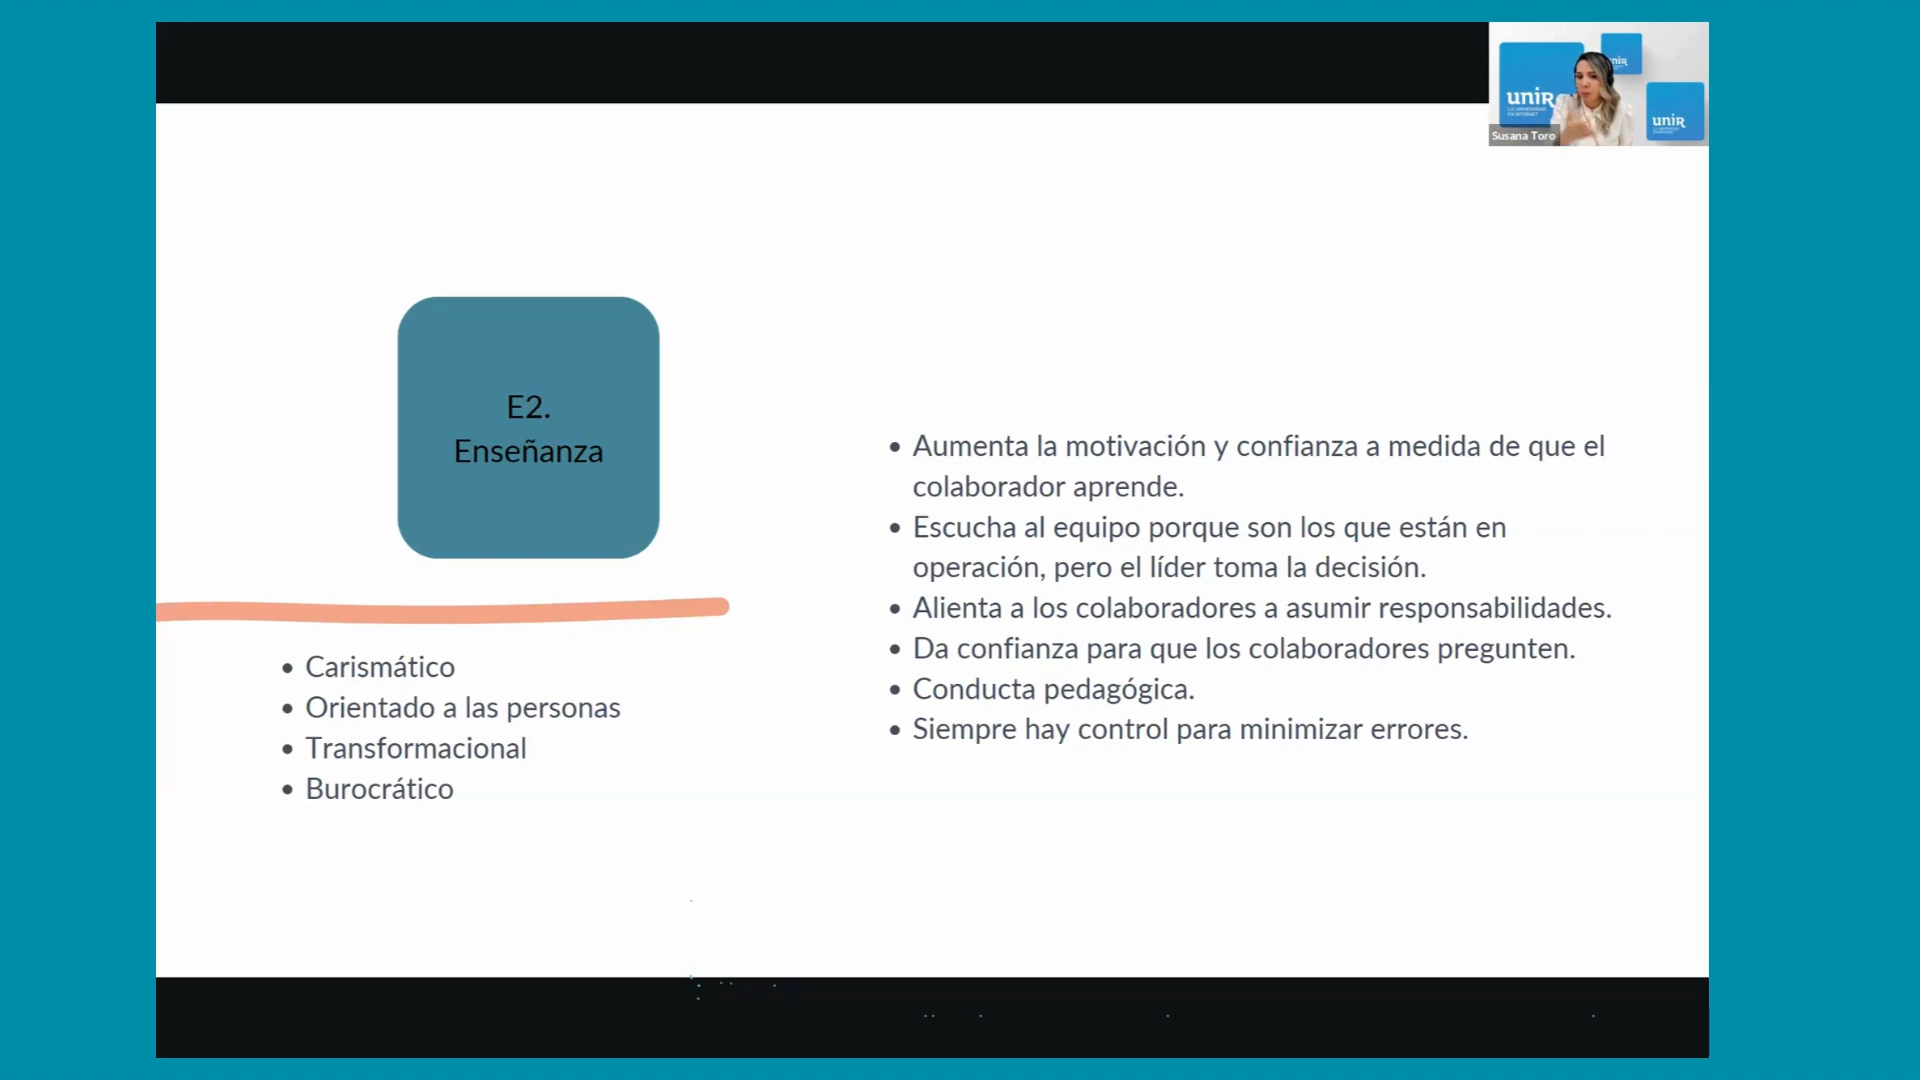 unir
LA UNIVERSIDAD
EN INTERNET
unir
Susana Toro
E2.
Enseñanza
• Carismático
• Orientado a las personas
• Transformacional
• Burocrático
• Aumenta la motivación y confianza a medida de que el
colaborador aprende.
• Escucha al equipo porque son los que están en
operación, pero el líder toma la decisión.
• Alienta a los colaboradores a asumir responsabilidades.
• Da confianza para que los colaboradores pregunten.
• Conducta pedagógica.
• Siempre hay control para minimizar errores.